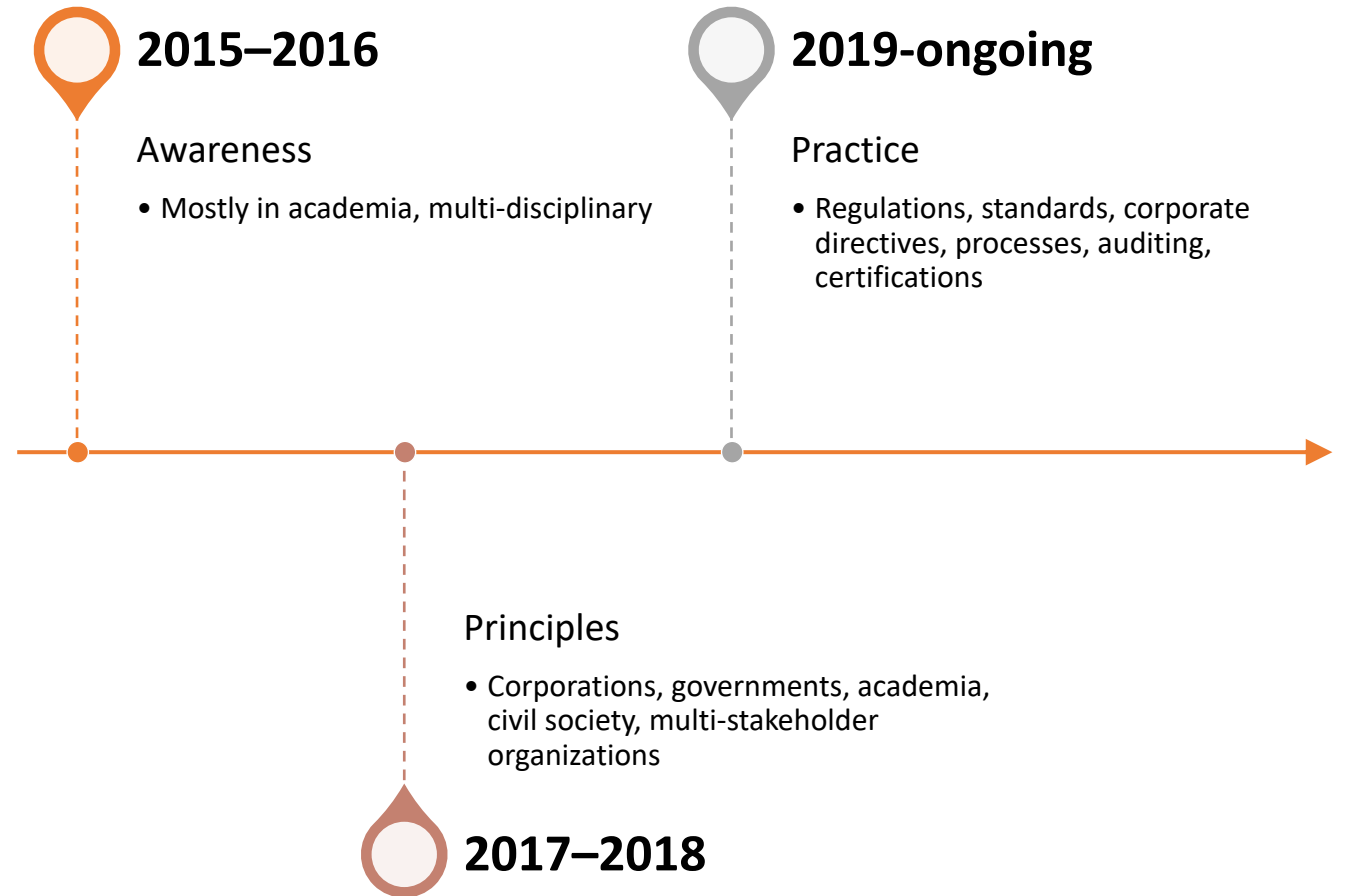 2015–2016
Awareness
• Mostly in academia, multi-disciplinary
2019-ongoing
Practice
• Regulations, standards, corporate
directives, processes, auditing,
certifications
Principles
• Corporations, governments, academia,
civil society, multi-stakeholder
organizations
2017–2018